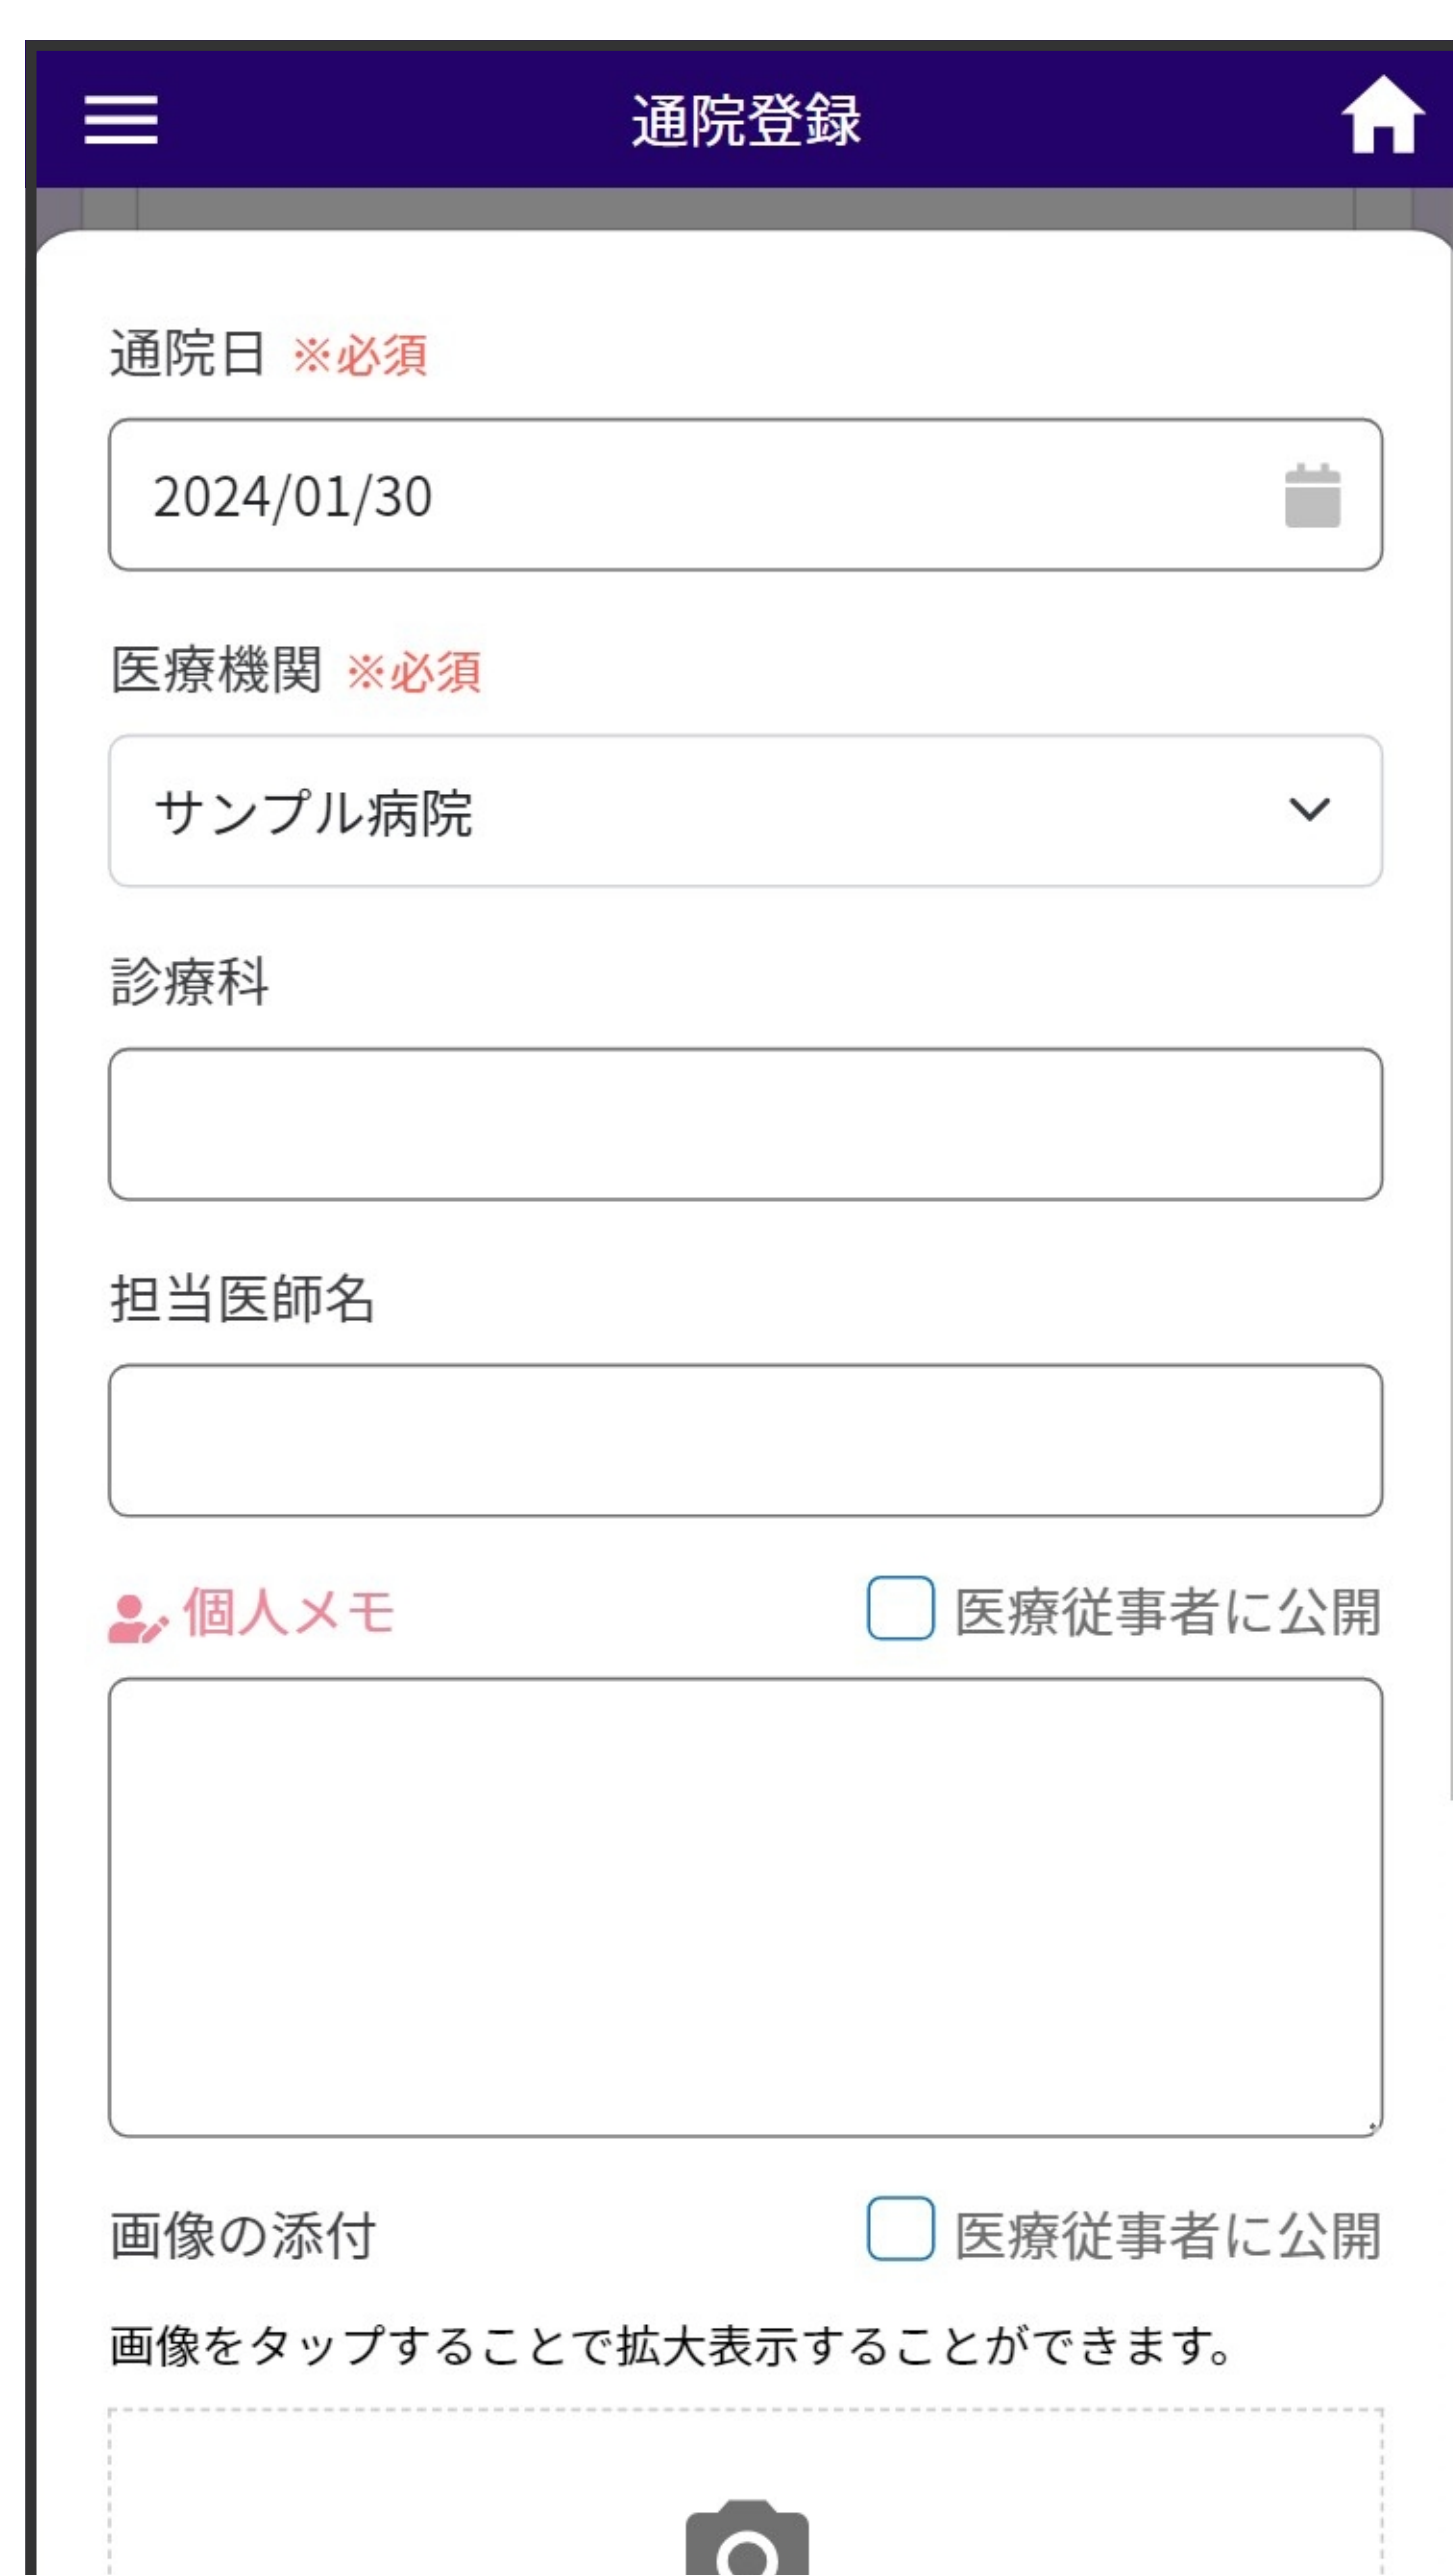 通院登録
通院日 ※必須
2024/01/30
医療機関 ※必須
サンプル病院
診療科
担当医師名
個人メモ 医療従事者に公開
画像の添付 医療従事者に公開
画像をタップすることで拡大表示することができます。